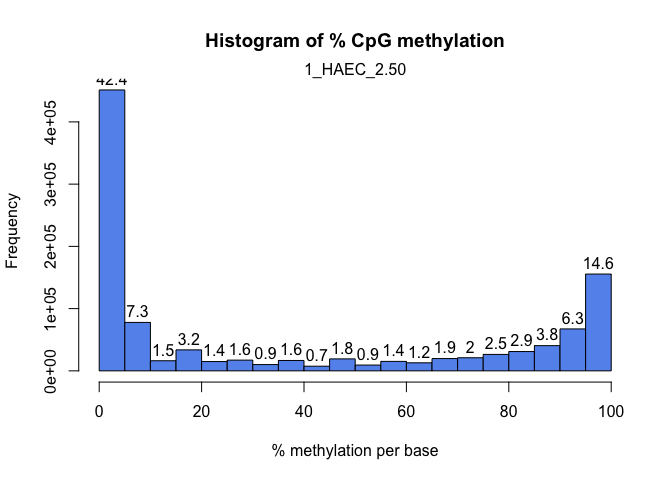 Histogram of % CpG methylation
1_HAEC_2.50
Frequency
4e+05
3e+05
2e+05
1e+05
0e+00
42.4
7.3
1.5
3.2
1.4
1.6
0.9
1.6
0.7
1.8
0.9
1.4
1.2
1.9
2
2.5
2.9
3.8
6.3
14.6
0 20 40 60 80 100
% methylation per base